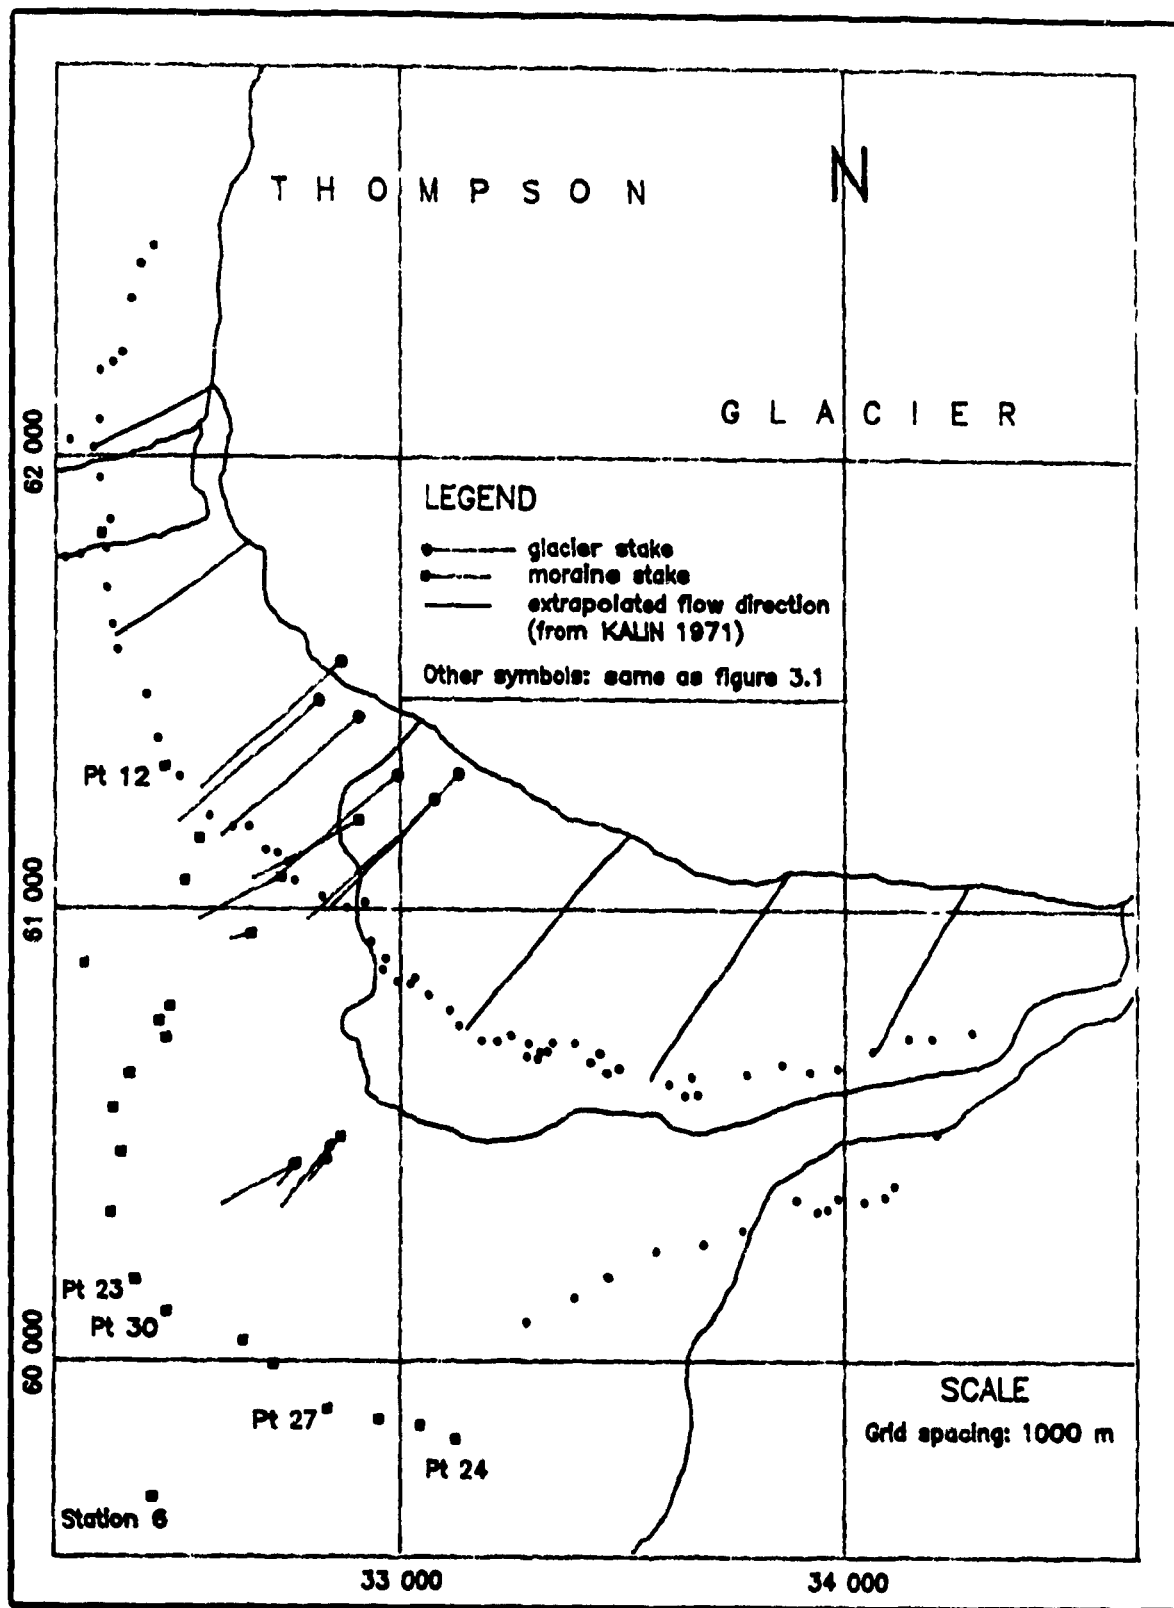 N
T H O M P S O N
G L A C I E R
62 000
LEGEND
glacier stake
moraine stake
extrapolated flow direction
(from KALIN 1971)
Other symbols: same as figure 3.1
Pt 12
61 000
Pt 23
Pt 30
60 000
SCALE
Grid spacing: 1000 m
Pt 27
Pt 24
Station 6
33 000
34 000